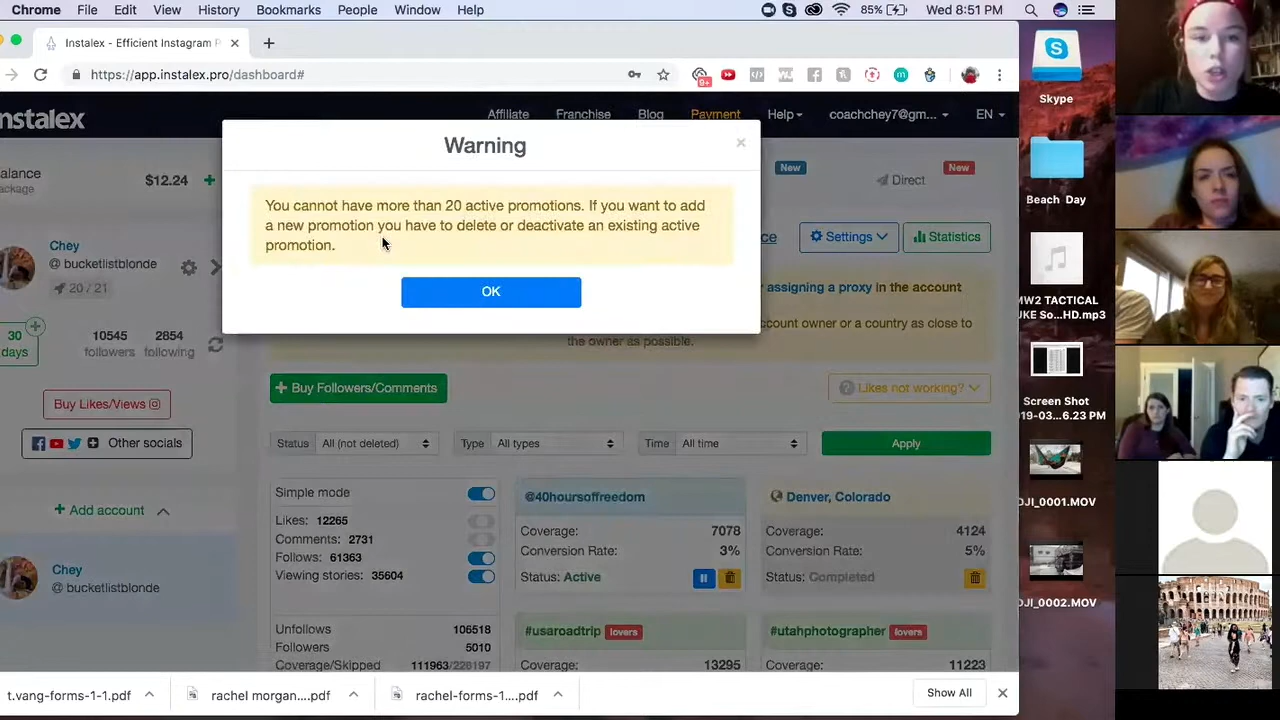 Chrome File Edit View History Bookmarks People Window Help 85% Wed 8:51 PM
Instalex - Efficient Instagram P
https://app.instalex.pro/dashboard#
Affiliate Franchise Blog Payment Help coachchey7@gm... EN
Warning
You cannot have more than 20 active promotions. If you want to add
a new promotion you have to delete or deactivate an existing active
promotion.
OK
$12.24
New
New
Direct
Chey
@ bucketlistblonde
20 / 21
Settings
Statistics
30
days
10545
followers
2854
following
assigning a proxy in the account
account owner or a country as close to
the owner as possible.
Buy Likes/Views
Other socials
+ Buy Followers/Comments
Likes not working?
Status All (not deleted) Type All types Time All time Apply
+ Add account
Chey
@ bucketlistblonde
Simple mode
Likes: 12265
Comments: 2731
Follows: 61363
Viewing stories: 35604
Unfollows 106518
Followers 5010
Coverage/Skipped 111963/220197
@40hoursoffreedom
Coverage: 7078
Conversion Rate: 3%
Status: Active
Denver, Colorado
Coverage: 4124
Conversion Rate: 5%
Status: Completed
#usaroadtrip lovers
Coverage: 13295
#utahphotographer lovers
Coverage: 11223
t.vang-forms-1-1.pdf
rachel morgan....pdf
rachel-forms-1....pdf
Show All
Skype
Beach Day
MW2 TACTICAL
Screen Shot
DJI_0001.MOV
DJI_0002.MOV